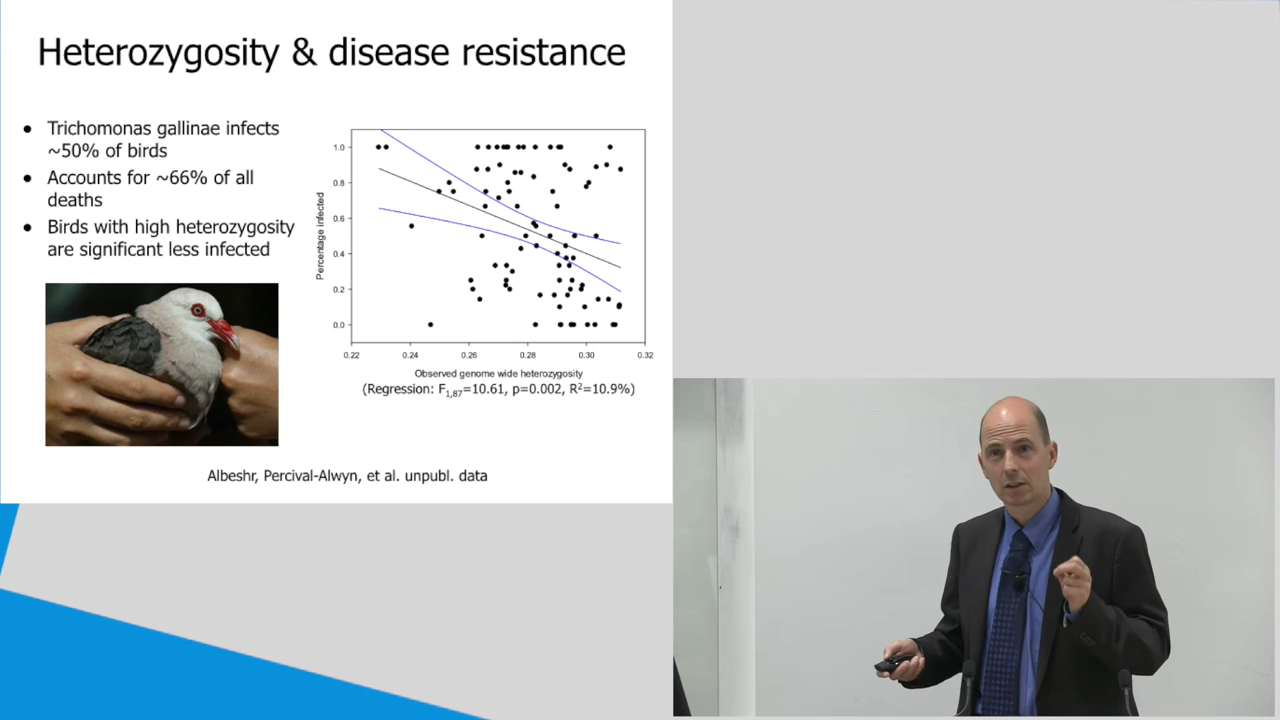 Heterozygosity & disease resistance
● Trichomonas gallinae infects
~50% of birds
● Accounts for ~66% of all
deaths
● Birds with high heterozygosity
are significant less infected
Percentage infected
1.0
0.8
0.6
0.4
0.2
0.0
0.22 0.24 0.26 0.28 0.30 0.32
Observed genome wide heterozygosity
(Regression: F1,87=10.61, p=0.002, R²=10.9%)
Albeshr, Percival-Alwyn, et al. unpubl. data